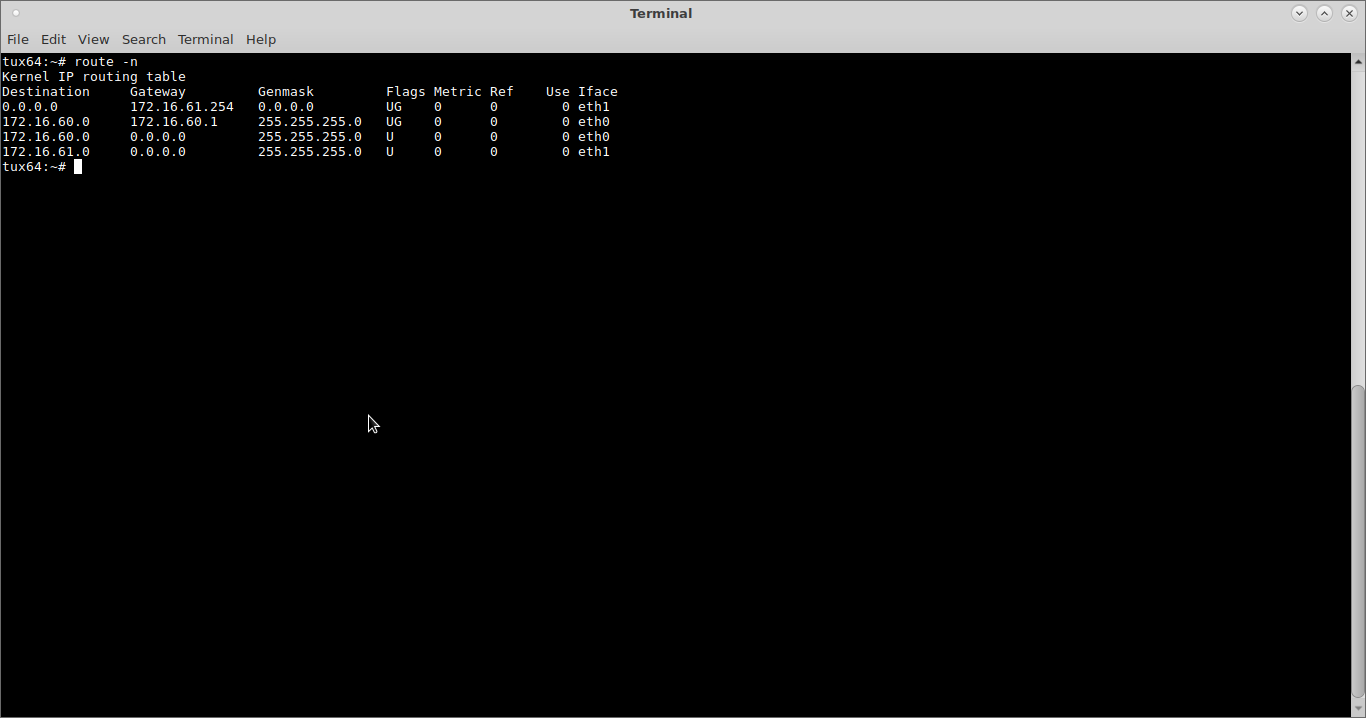 Terminal
File Edit View Search Terminal Help
tux64:~# route -n
Kernel IP routing table
Destination     Gateway         Genmask         Flags Metric Ref    Use Iface
0.0.0.0         172.16.61.254   0.0.0.0         UG    0      0        0 eth1
172.16.60.0     172.16.60.1     255.255.255.0   UG    0      0        0 eth0
172.16.60.0     0.0.0.0         255.255.255.0   U     0      0        0 eth0
172.16.61.0     0.0.0.0         255.255.255.0   U     0      0        0 eth1
tux64:~#